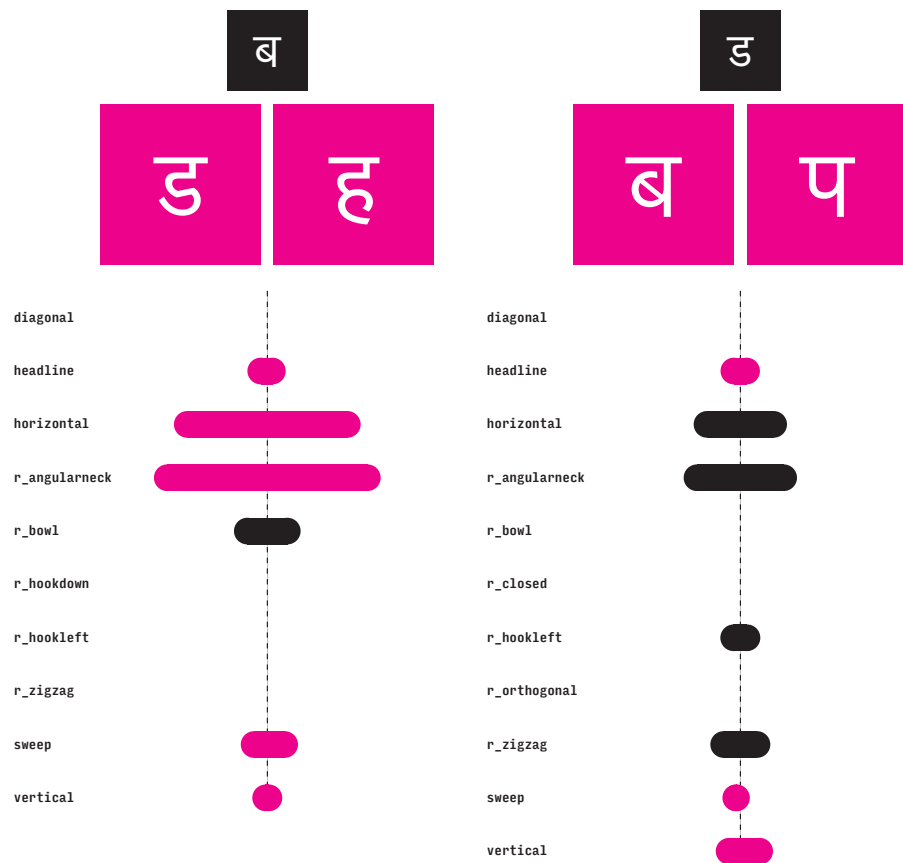 ब
ड ह
diagonal
headline
horizontal
r_angularneck
r_bowl
r_hookdown
r_hookleft
r_zigzag
sweep
vertical
ड
ब प
diagonal
headline
horizontal
r_angularneck
r_bowl
r_closed
r_hookleft
r_orthogonal
r_zigzag
sweep
vertical